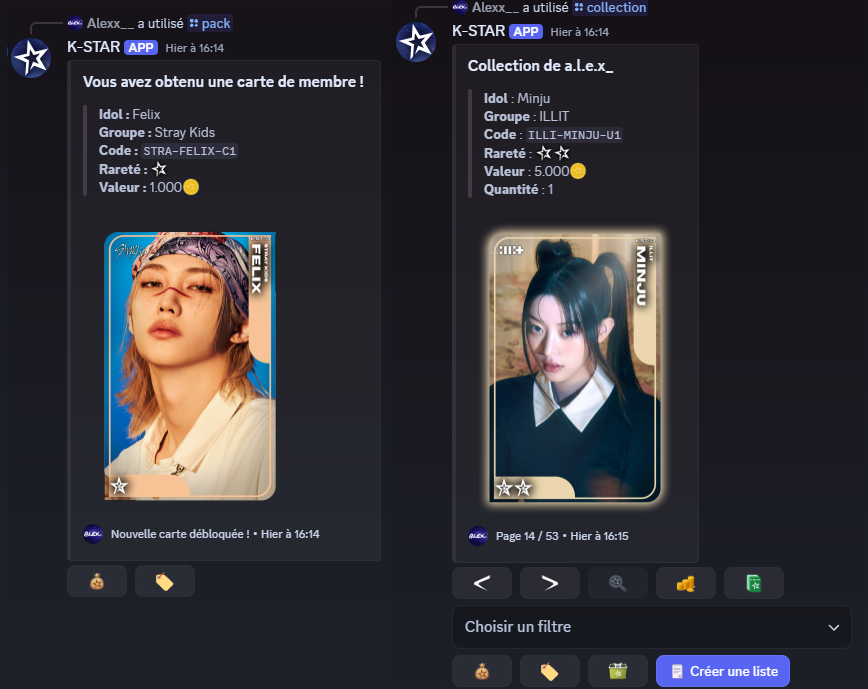 Alexx__ a utilisé pack
K-STAR APP Hier à 16:14
Vous avez obtenu une carte de membre !
Idol : Felix
Groupe : Stray Kids
Code : STRA-FELIX-C1
Rareté :
Valeur : 1.000
STRAY KIDS
FELIX
Nouvelle carte débloquée ! • Hier à 16:14
Alexx__ a utilisé collection
K-STAR APP Hier à 16:14
Collection de a.l.e.x_
Idol : Minju
Groupe : ILLIT
Code : ILLI-MINJU-U1
Rareté :
Valeur : 5.000
Quantité : 1
ILLIT
MINJU
Page 14 / 53 • Hier à 16:15
Choisir un filtre
Créer une liste